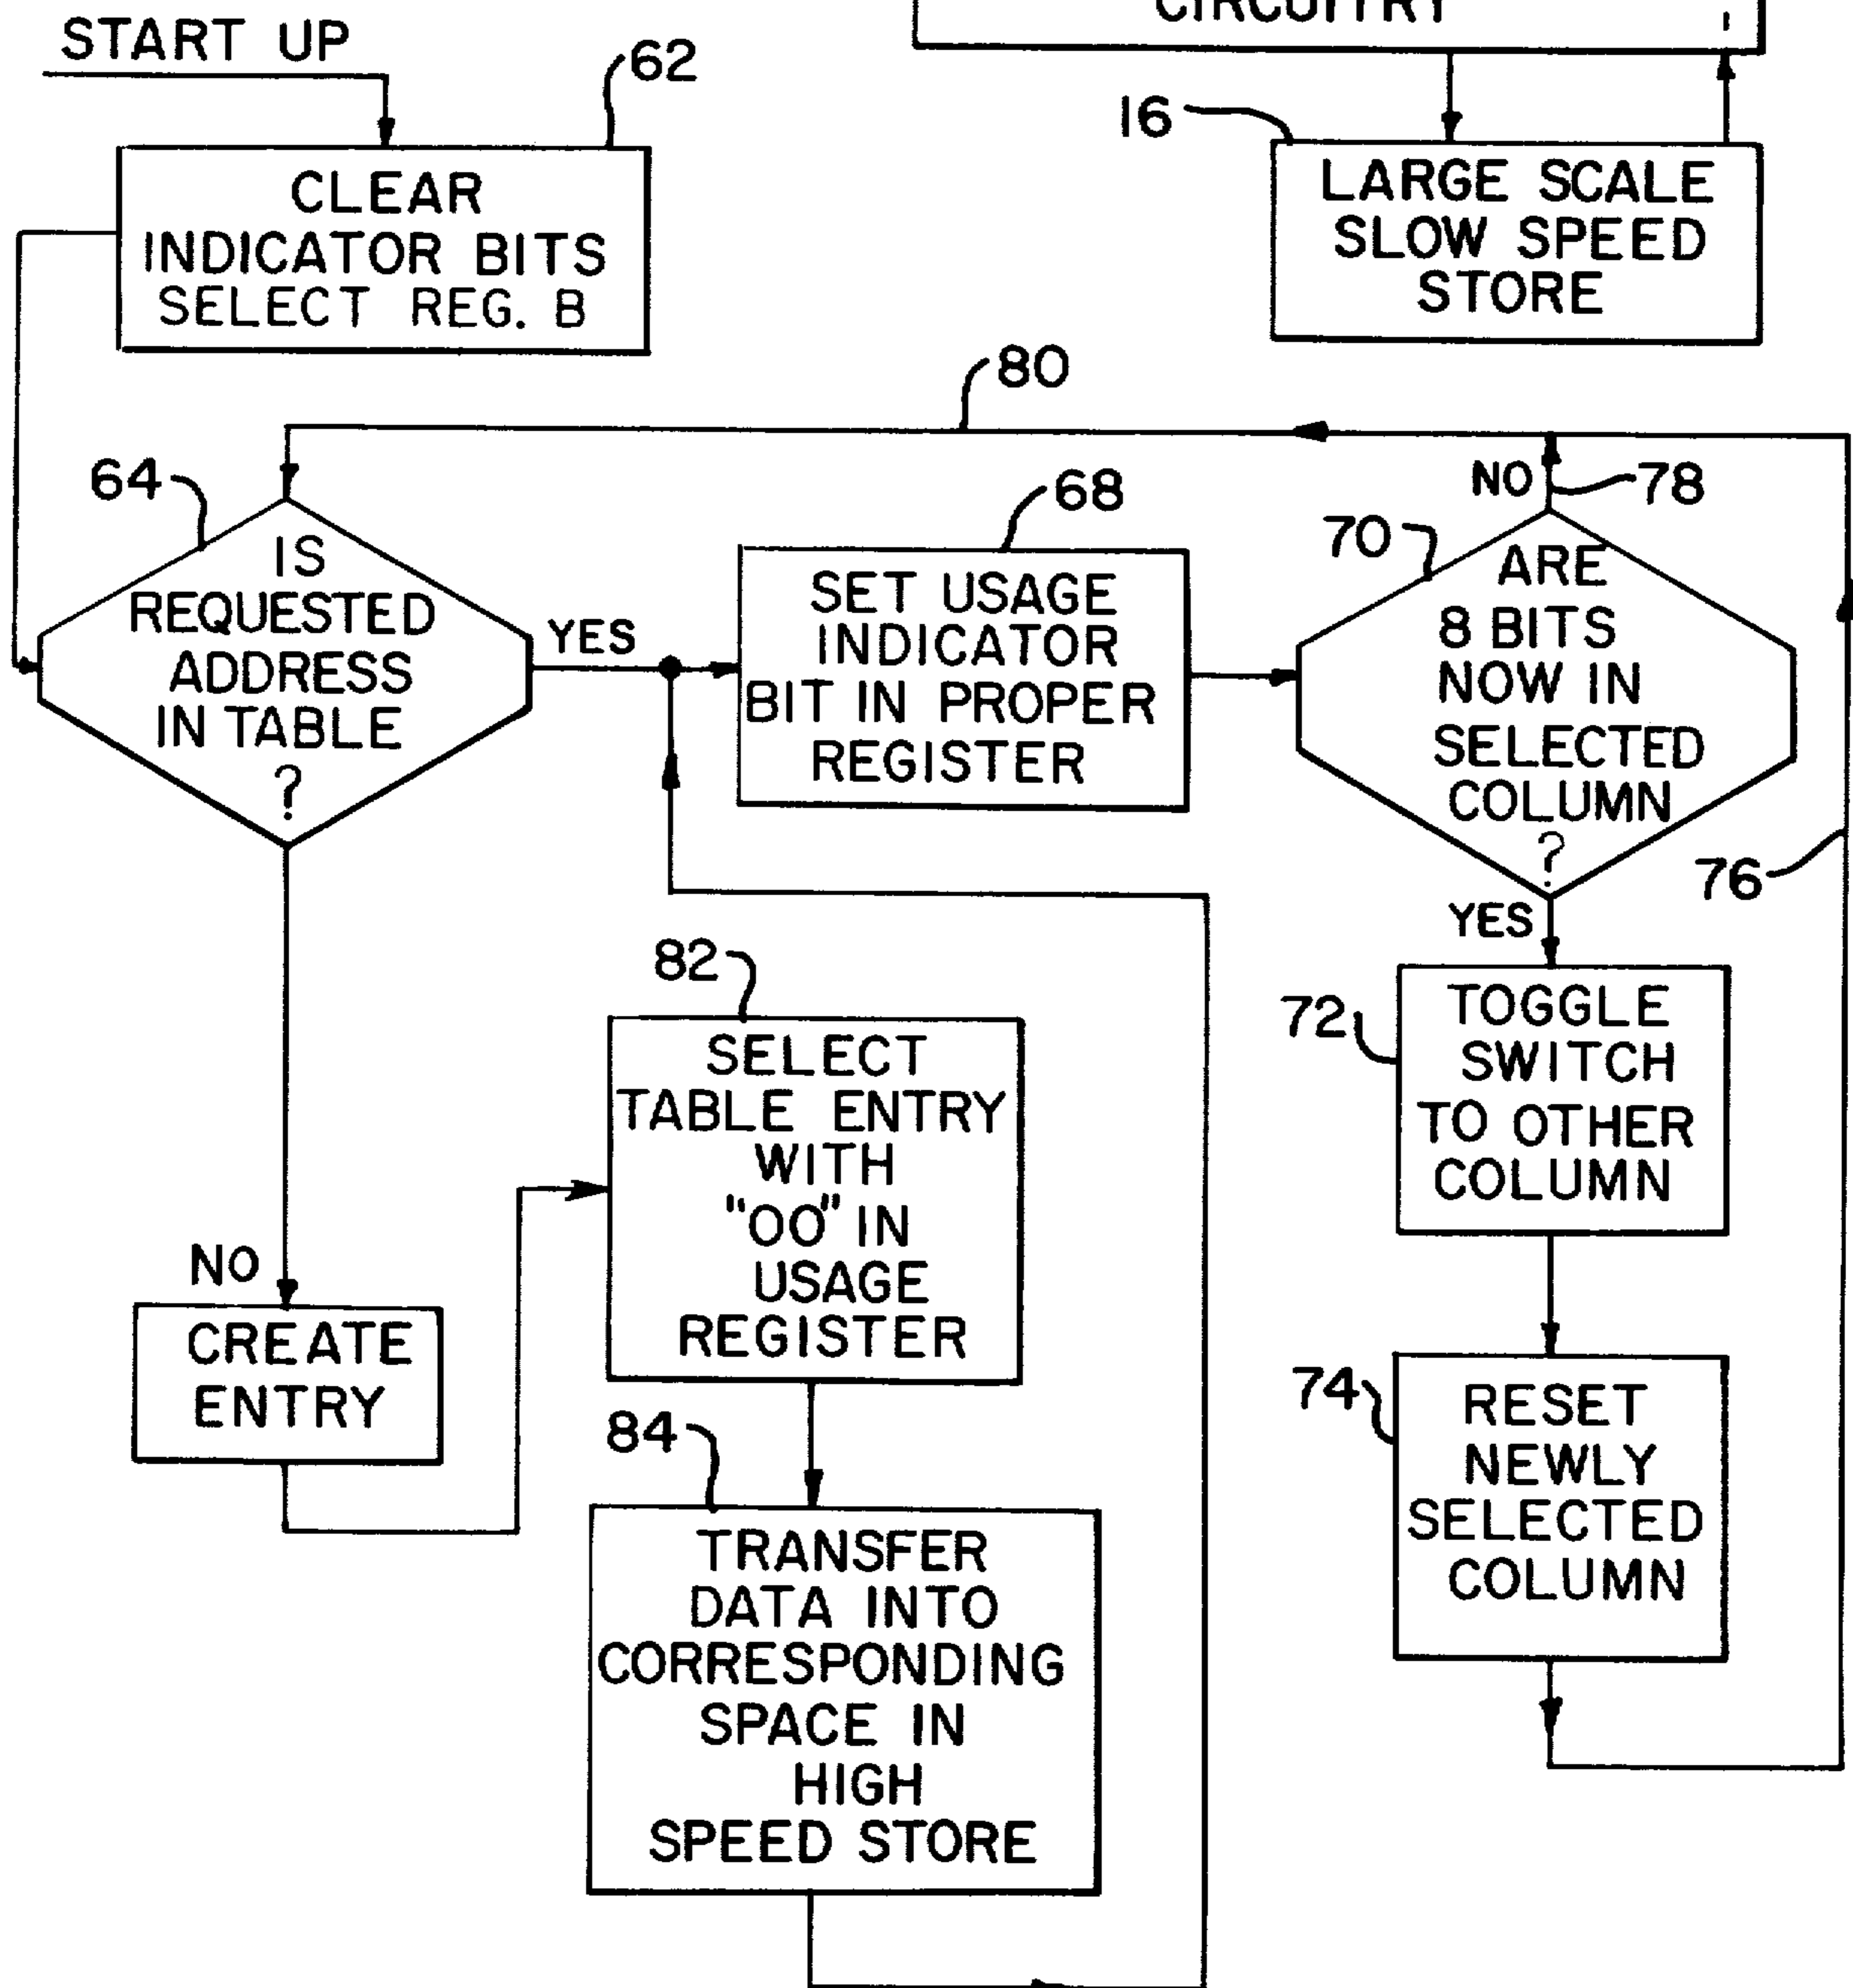 CIRCUITRY
START UP
62
CLEAR
INDICATOR BITS
SELECT REG. B
16
LARGE SCALE
SLOW SPEED
STORE
80
64
IS
REQUESTED
ADDRESS
IN TABLE
?
YES
68
SET USAGE
INDICATOR
BIT IN PROPER
REGISTER
NO
78
70
ARE
8 BITS
NOW IN
SELECTED
COLUMN
?
76
YES
72
TOGGLE
SWITCH
TO OTHER
COLUMN
74
RESET
NEWLY
SELECTED
COLUMN
NO
CREATE
ENTRY
82
SELECT
TABLE ENTRY
WITH
"00" IN
USAGE
REGISTER
84
TRANSFER
DATA INTO
CORRESPONDING
SPACE IN
HIGH
SPEED STORE